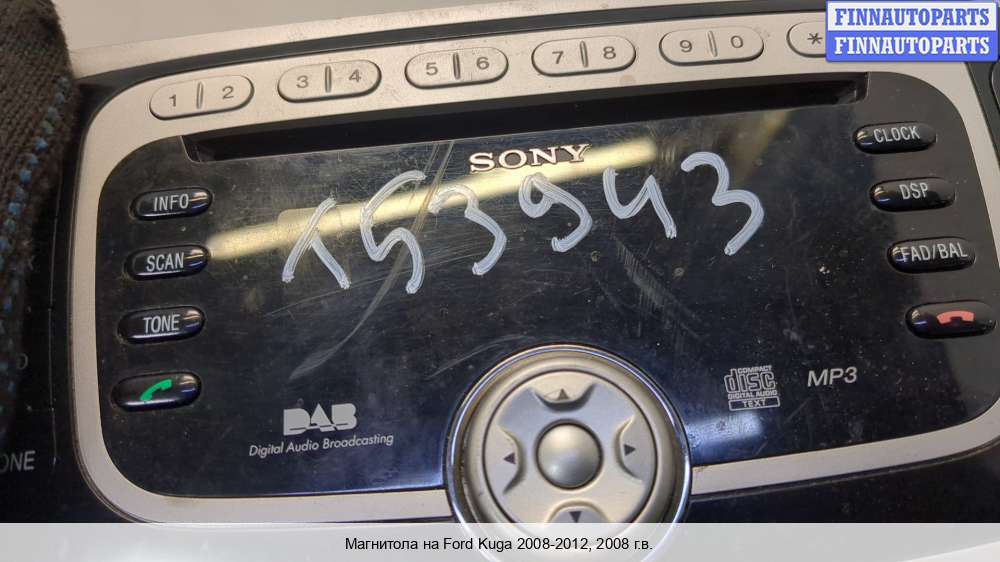 FINNAUTOPARTS
FINNAUTOPARTS
1 2 3 4 5 6 7 8 9 0 *
SONY
153943
CLOCK
INFO
DSP
SCAN
FAD/BAL
TONE
COMPACT
disc
DIGITAL AUDIO
TEXT
MP3
DAB
Digital Audio Broadcasting
ONE
Магнитола на Ford Kuga 2008-2012, 2008 г.в.